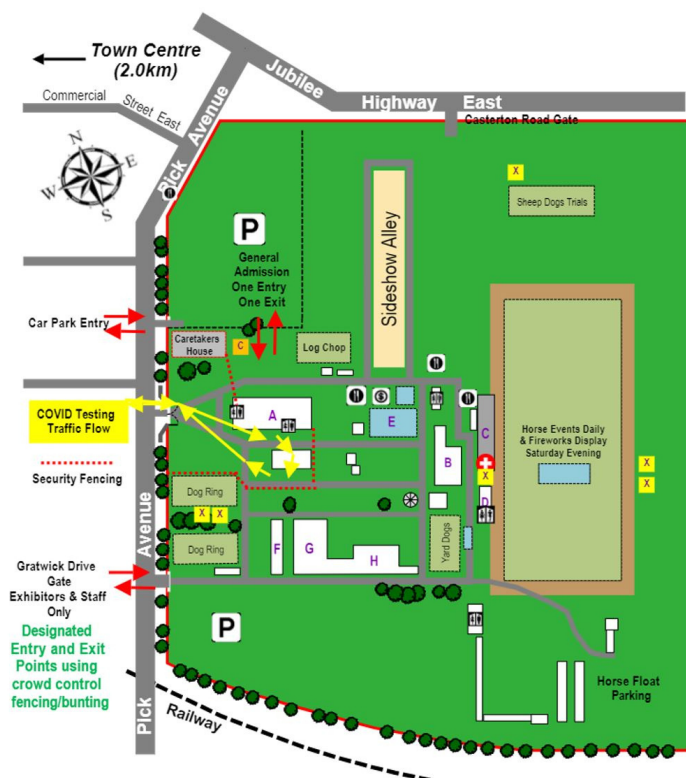 Town Centre
(2.0km)
Commercial
Street East
Pick Avenue
Jubilee
Highway East
Casterton Road Gate
N
E
S
W
P
General
Admission
One Entry
One Exit
Sideshow Alley
X
Sheep Dogs Trials
Car Park Entry
Caretakers
House
C
Log Chop
COVID Testing
Traffic Flow
Security Fencing
A
E
B
C
X
D
Horse Events Daily
& Fireworks Display
Saturday Evening
X
X
Dog Ring
X X
Dog Ring
F
G
H
Yard Dogs
Gratwick Drive
Gate
Exhibitors & Staff
Only
Designated
Entry and Exit
Points using
crowd control
fencing/bunting
Pick Avenue
P
Railway
Horse Float
Parking